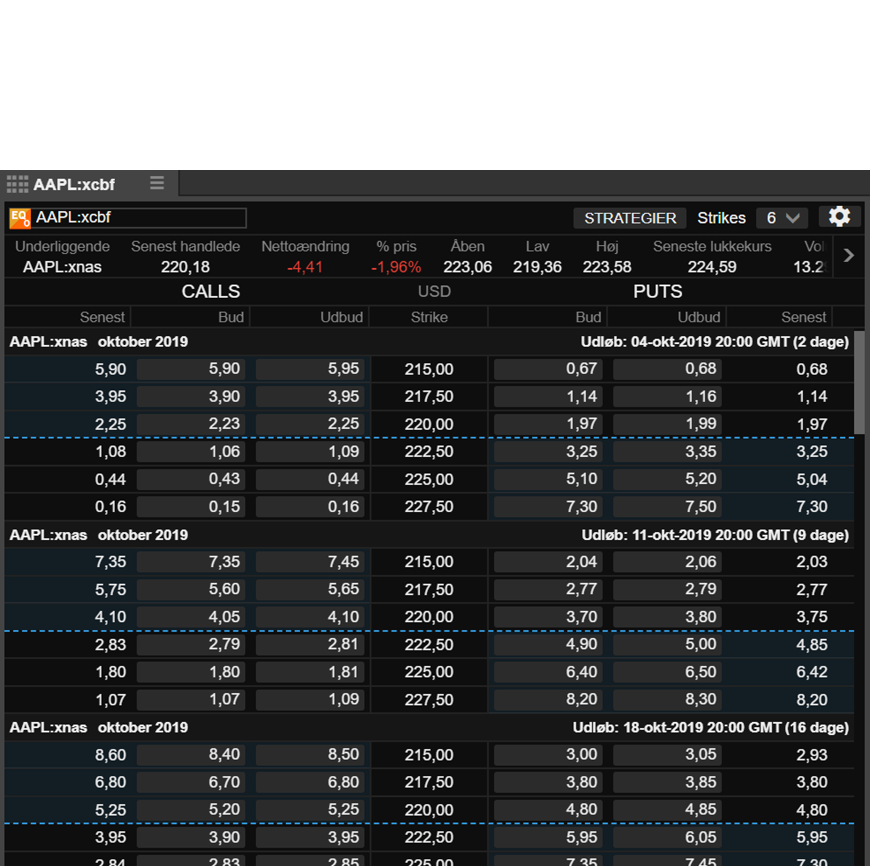 AAPL:xcbf
EQ O AAPL:xcbf STRATEGIER Strikes 6
Underliggende Senest handlede Nettoændring % pris Åben Lav Høj Seneste lukkekurs
AAPL:xnas 220,18 -4,41 -1,96% 223,06 219,36 223,58 224,59
CALLS USD PUTS
Senest Bud Udbud Strike Bud Udbud Senest
AAPL:xnas oktober 2019 Udløb: 04-okt-2019 20:00 GMT (2 dage)
5,90 5,90 5,95 215,00 0,67 0,68 0,68
3,95 3,90 3,95 217,50 1,14 1,16 1,14
2,25 2,23 2,25 220,00 1,97 1,99 1,97
1,08 1,06 1,09 222,50 3,25 3,35 3,25
0,44 0,43 0,44 225,00 5,10 5,20 5,04
0,16 0,15 0,16 227,50 7,30 7,50 7,30
AAPL:xnas oktober 2019 Udløb: 11-okt-2019 20:00 GMT (9 dage)
7,35 7,35 7,45 215,00 2,04 2,06 2,03
5,75 5,60 5,65 217,50 2,77 2,79 2,77
4,10 4,05 4,10 220,00 3,70 3,80 3,75
2,83 2,79 2,81 222,50 4,90 5,00 4,85
1,80 1,80 1,81 225,00 6,40 6,50 6,42
1,07 1,07 1,09 227,50 8,20 8,30 8,20
AAPL:xnas oktober 2019 Udløb: 18-okt-2019 20:00 GMT (16 dage)
8,60 8,40 8,50 215,00 3,00 3,05 2,93
6,80 6,70 6,80 217,50 3,80 3,85 3,80
5,25 5,20 5,25 220,00 4,80 4,85 4,80
3,95 3,90 3,95 222,50 5,95 6,05 5,95
2,84 2,83 2,85 225,00 7,35 7,45 7,30